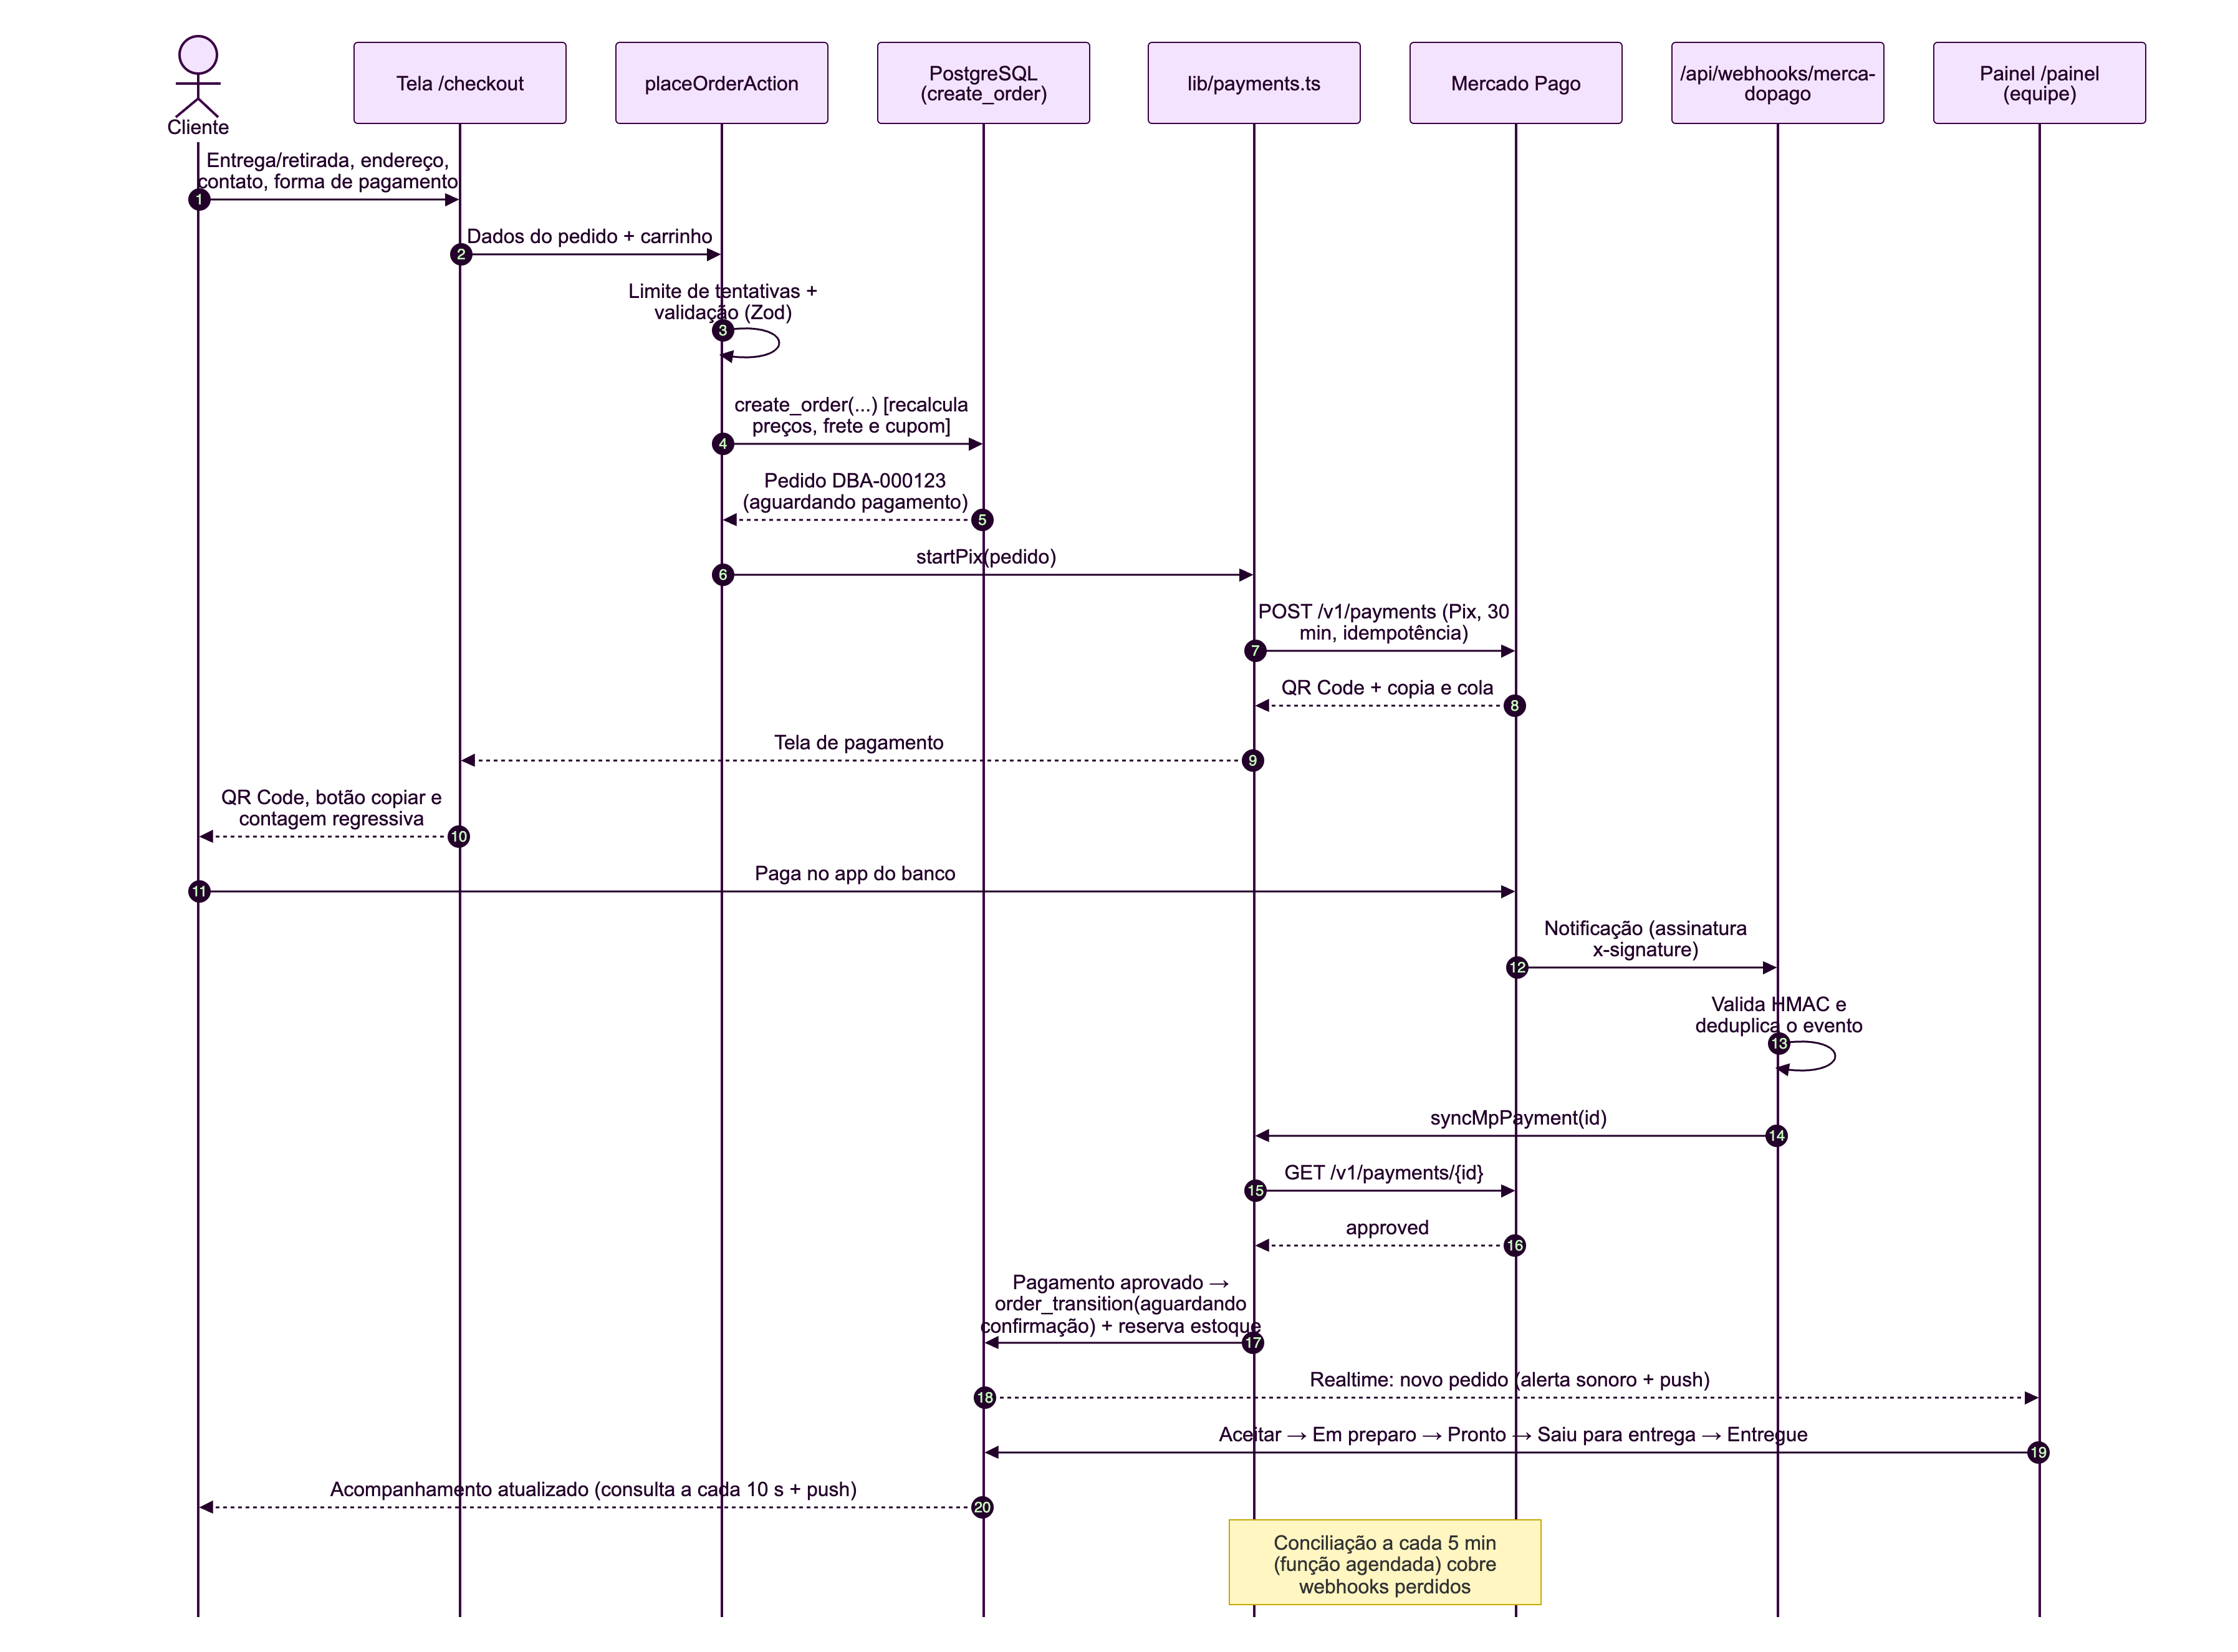 Cliente
Tela /checkout
placeOrderAction
PostgreSQL
(create_order)
lib/payments.ts
Mercado Pago
/api/webhooks/merca-
dopago
Painel /painel
(equipe)
Entrega/retirada, endereço,
contato, forma de pagamento
1
Dados do pedido + carrinho
2
Limite de tentativas +
validação (Zod)
3
create_order(...) [recalcula
preços, frete e cupom]
4
Pedido DBA-000123
(aguardando pagamento)
5
startPix(pedido)
6
POST /v1/payments (Pix, 30
min, idempotência)
7
QR Code + copia e cola
8
Tela de pagamento
9
QR Code, botão copiar e
contagem regressiva
10
Paga no app do banco
11
Notificação (assinatura
x-signature)
12
Valida HMAC e
deduplica o evento
13
syncMpPayment(id)
14
GET /v1/payments/{id}
15
approved
16
Pagamento aprovado →
order_transition(aguardando
confirmação) + reserva estoque
17
Realtime: novo pedido (alerta sonoro + push)
18
Aceitar → Em preparo → Pronto → Saiu para entrega → Entregue
19
Acompanhamento atualizado (consulta a cada 10 s + push)
20
Conciliação a cada 5 min
(função agendada) cobre
webhooks perdidos